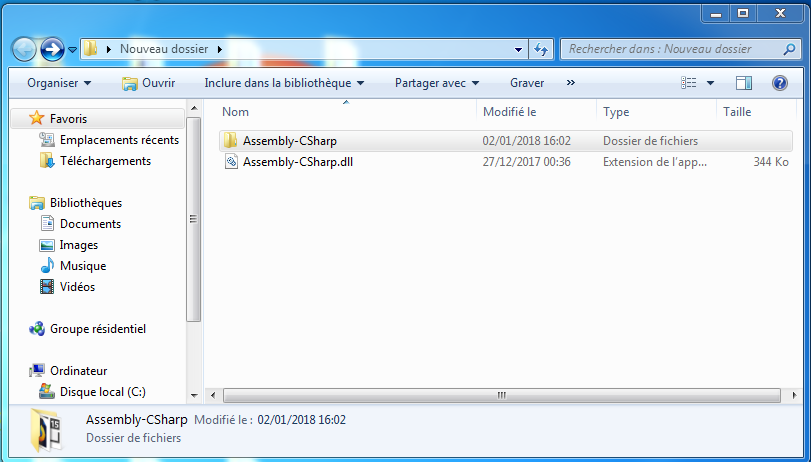 Nouveau dossier
Rechercher dans : Nouveau dossier
Organiser Ouvrir Inclure dans la bibliothèque Partager avec Graver »
Nom Modifié le Type Taille
Assembly-CSharp 02/01/2018 16:02 Dossier de fichiers
Assembly-CSharp.dll 27/12/2017 00:36 Extension de l'app... 344 Ko
Favoris
Emplacements récents
Téléchargements
Bibliothèques
Documents
Images
Musique
Vidéos
Groupe résidentiel
Ordinateur
Disque local (C:)
Assembly-CSharp Modifié le : 02/01/2018 16:02
Dossier de fichiers